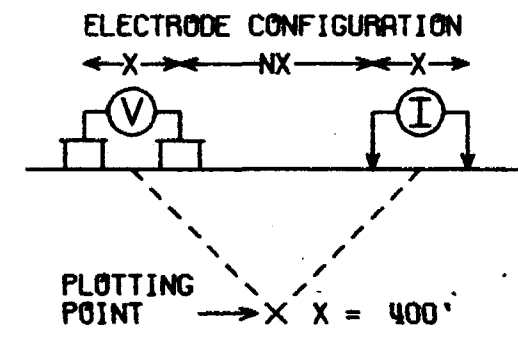 ELECTRODE CONFIGURATION
X NX X
V I
PLOTTING
POINT X X = 400'